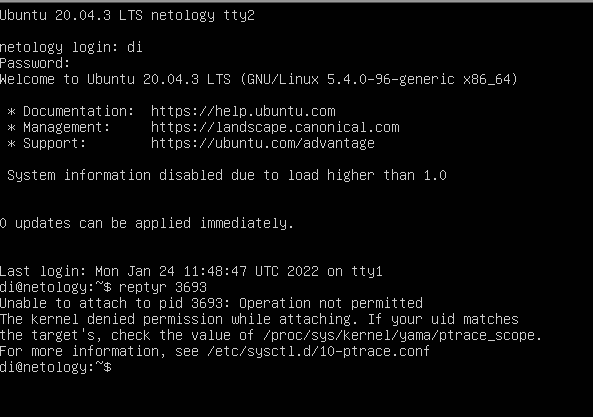 Ubuntu 20.04.3 LTS netology tty2
netology login: di
Password:
Welcome to Ubuntu 20.04.3 LTS (GNU/Linux 5.4.0-96-generic x86_64)
* Documentation:  https://help.ubuntu.com
* Management:     https://landscape.canonical.com
* Support:        https://ubuntu.com/advantage
System information disabled due to load higher than 1.0
0 updates can be applied immediately.
Last login: Mon Jan 24 11:48:47 UTC 2022 on tty1
di@netology:~$ reptyr 3693
Unable to attach to pid 3693: Operation not permitted
The kernel denied permission while attaching. If your uid matches
the target's, check the value of /proc/sys/kernel/yama/ptrace_scope.
For more information, see /etc/sysctl.d/10-ptrace.conf
di@netology:~$